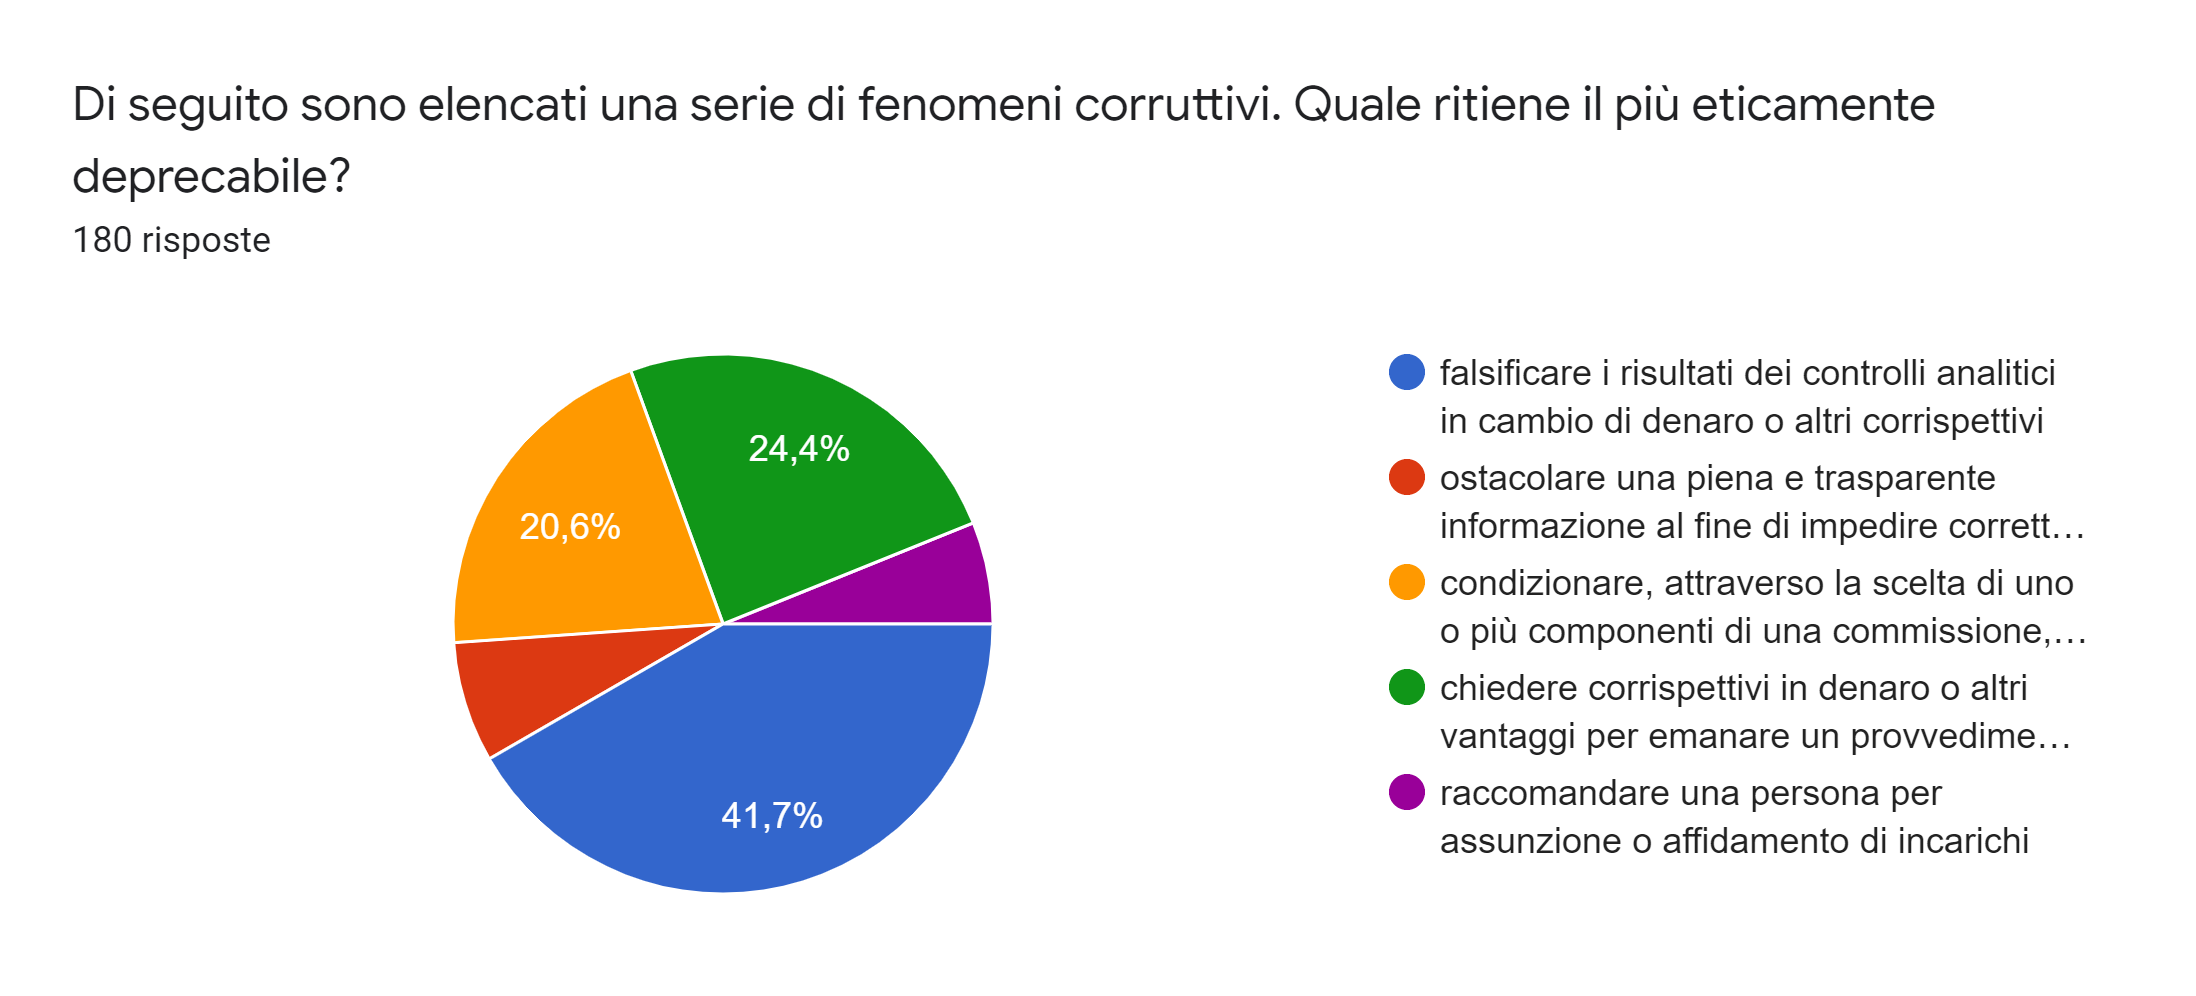 Di seguito sono elencati una serie di fenomeni corruttivi. Quale ritiene il più eticamente
deprecabile?
180 risposte
24,4%
20,6%
41,7%
falsificare i risultati dei controlli analitici
in cambio di denaro o altri corrispettivi
ostacolare una piena e trasparente
informazione al fine di impedire corrett…
condizionare, attraverso la scelta di uno
o più componenti di una commissione,…
chiedere corrispettivi in denaro o altri
vantaggi per emanare un provvedime…
raccomandare una persona per
assunzione o affidamento di incarichi